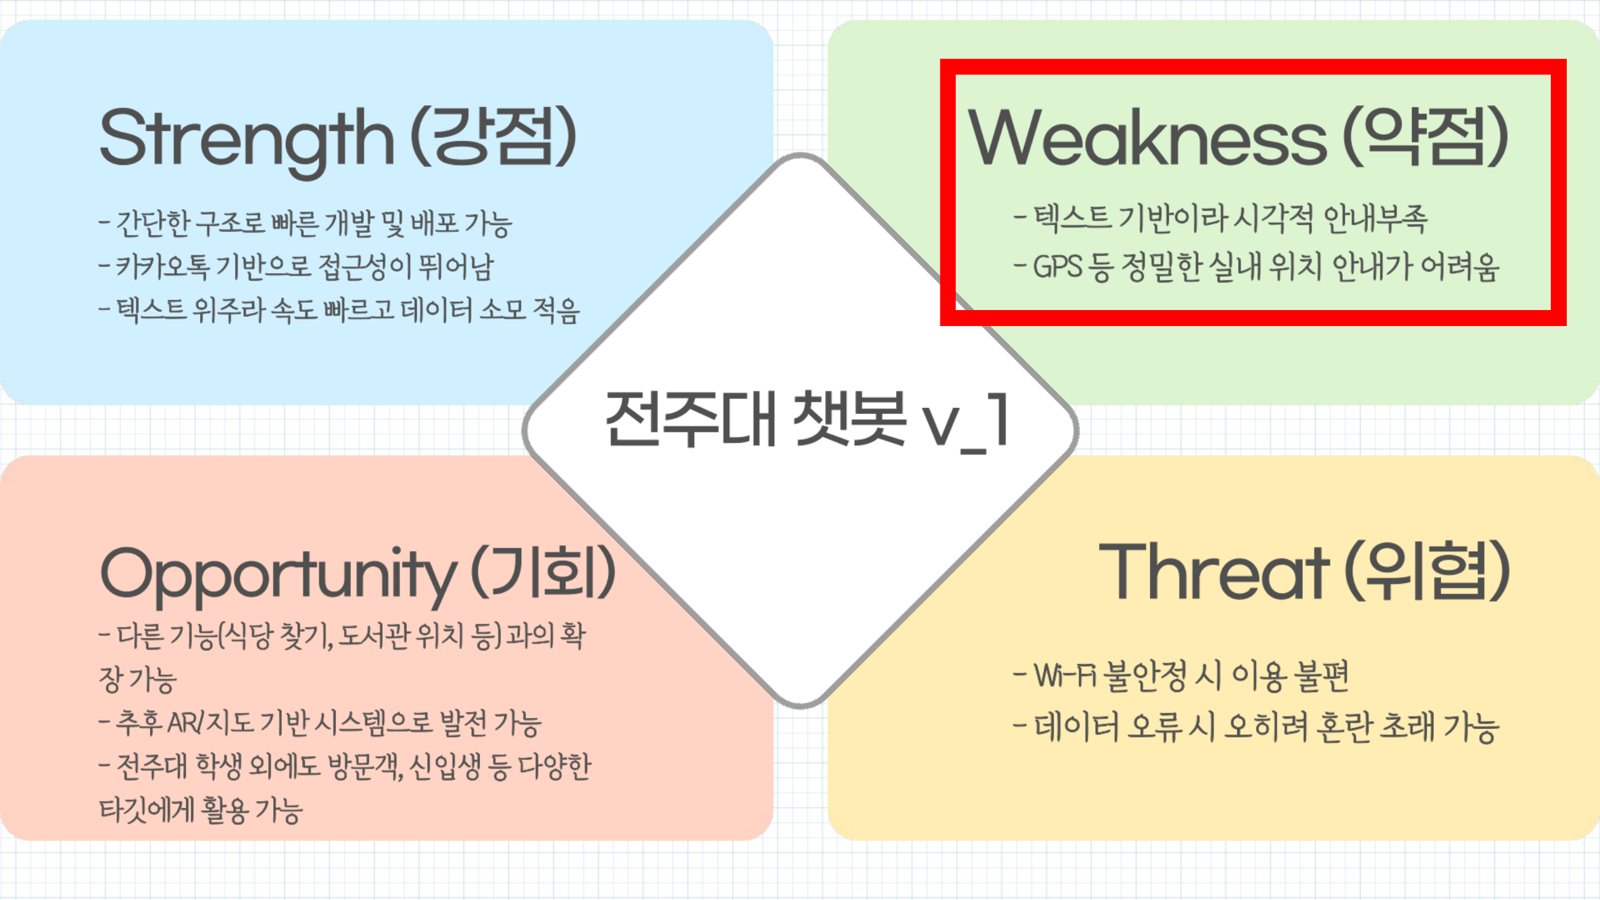 Strength (강점)
- 간단한 구조로 빠른 개발 및 배포 가능
- 카카오톡 기반으로 접근성이 뛰어남
- 텍스트 위주라 속도 빠르고 데이터 소모 적음
Weakness (약점)
- 텍스트 기반이라 시각적 안내부족
- GPS 등 정밀한 실내 위치 안내가 어려움
전주대 챗봇 v_1
Opportunity (기회)
- 다른 기능(식당 찾기, 도서관 위치 등)과의 확
장 가능
- 추후 AR/지도 기반 시스템으로 발전 가능
- 전주대 학생 외에도 방문객, 신입생 등 다양한
타깃에게 활용 가능
Threat (위협)
- Wi-Fi 불안정 시 이용 불편
- 데이터 오류 시 오히려 혼란 초래 가능